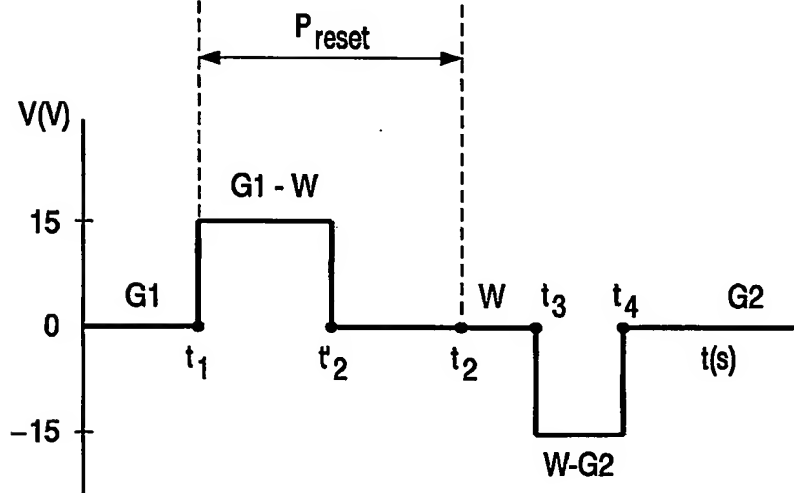 P_reset
V(V)
G1 - W
15
G1
W
t_3
t_4
G2
0
t_1
t'_2
t_2
t(s)
-15
W-G2